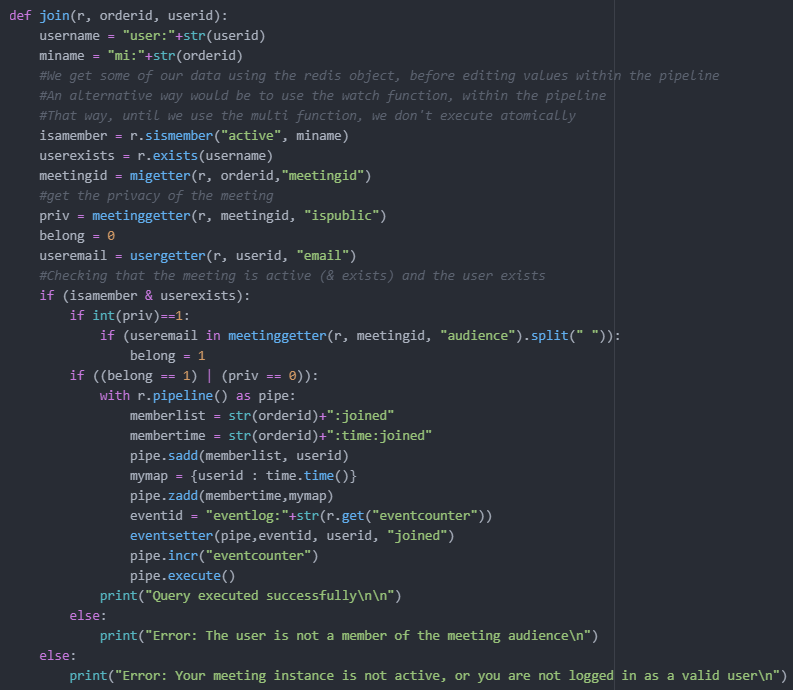 def join(r, orderid, userid):
    username = "user:"+str(userid)
    miname = "mi:"+str(orderid)
    #We get some of our data using the redis object, before editing values within the pipeline
    #An alternative way would be to use the watch function, within the pipeline
    #That way, until we use the multi function, we don't execute atomically
    isamember = r.sismember("active", miname)
    userexists = r.exists(username)
    meetingid = migetter(r, orderid,"meetingid")
    #get the privacy of the meeting
    priv = meetinggetter(r, meetingid, "ispublic")
    belong = 0
    useremail = usergetter(r, userid, "email")
    #Checking that the meeting is active (& exists) and the user exists
    if (isamember & userexists):
        if int(priv)==1:
            if (useremail in meetinggetter(r, meetingid, "audience").split(" ")):
                belong = 1
        if ((belong == 1) | (priv == 0)):
            with r.pipeline() as pipe:
                memberlist = str(orderid)+":joined"
                membertime = str(orderid)+":time:joined"
                pipe.sadd(memberlist, userid)
                mymap = {userid : time.time()}
                pipe.zadd(membertime,mymap)
                eventid = "eventlog:"+str(r.get("eventcounter"))
                eventsetter(pipe,eventid, userid, "joined")
                pipe.incr("eventcounter")
                pipe.execute()
            print("Query executed successfully\n\n")
        else:
            print("Error: The user is not a member of the meeting audience\n")
    else:
        print("Error: Your meeting instance is not active, or you are not logged in as a valid user\n")